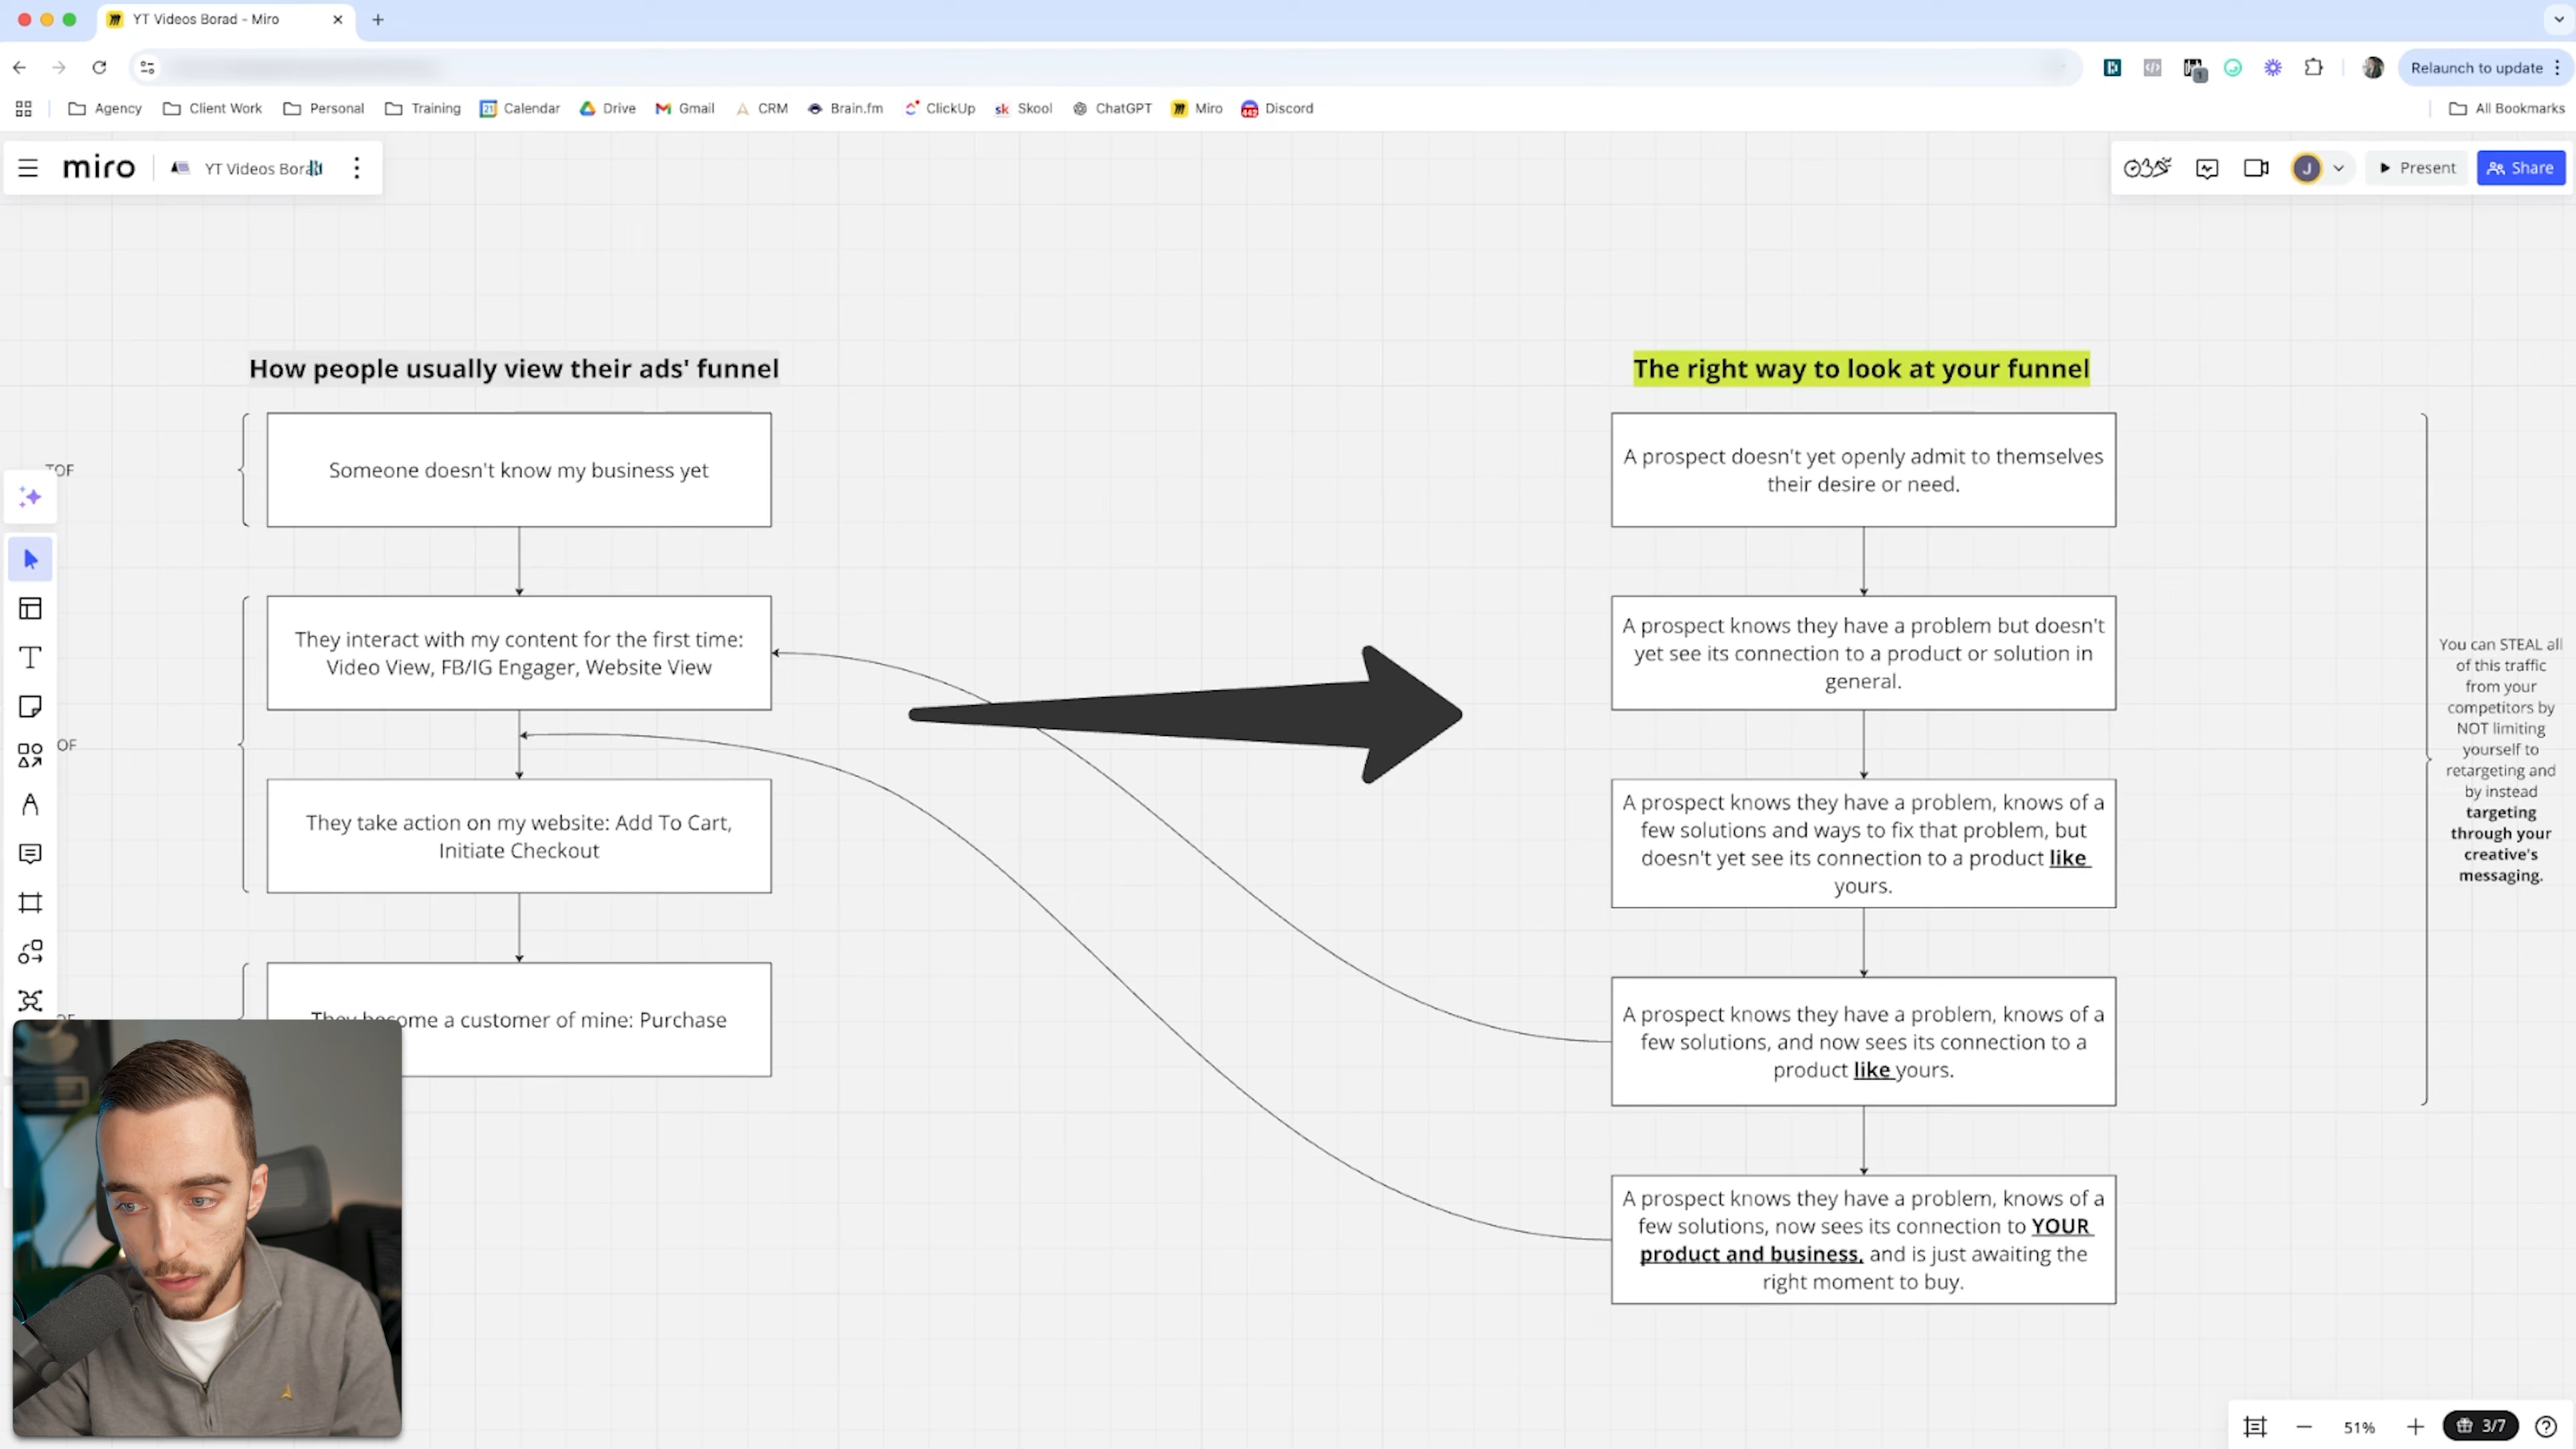 YT Videos Borad - Miro
Relaunch to update
Agency
Client Work
Personal
Training
Calendar
Drive
Gmail
CRM
Brain.fm
ClickUp
sk Skool
ChatGPT
Miro
Discord
All Bookmarks
miro
YT Videos
J
Present
Share
How people usually view their ads' funnel
TOF
Someone doesn't know my business yet
They interact with my content for the first time:
Video View, FB/IG Engager, Website View
OF
They take action on my website: Add To Cart,
Initiate Checkout
become a customer of mine: Purchase
The right way to look at your funnel
A prospect doesn't yet openly admit to themselves
their desire or need.
A prospect knows they have a problem but doesn't
yet see its connection to a product or solution in
general.
A prospect knows they have a problem, knows of a
few solutions and ways to fix that problem, but
doesn't yet see its connection to a product like
yours.
A prospect knows they have a problem, knows of a
few solutions, and now sees its connection to a
product like yours.
A prospect knows they have a problem, knows of a
few solutions, now sees its connection to YOUR
product and business, and is just awaiting the
right moment to buy.
You can STEAL all
of this traffic
from your
competitors by
NOT limiting
yourself to
retargeting and
by instead
targeting
through your
creative's
messaging.
51%
3/7